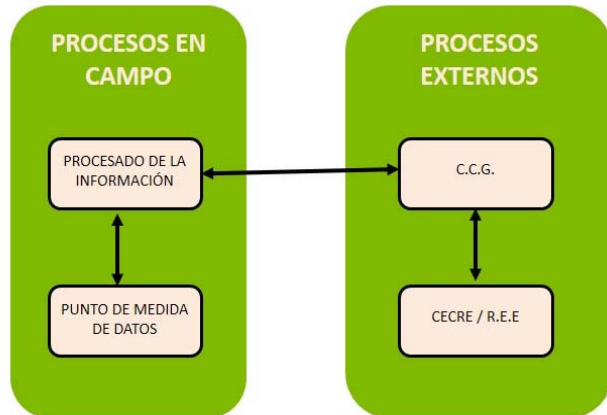 PROCESOS EN
CAMPO
PROCESADO DE LA
INFORMACIÓN
PUNTO DE MEDIDA
DE DATOS
PROCESOS
EXTERNOS
C.C.G.
CECRE / R.E.E